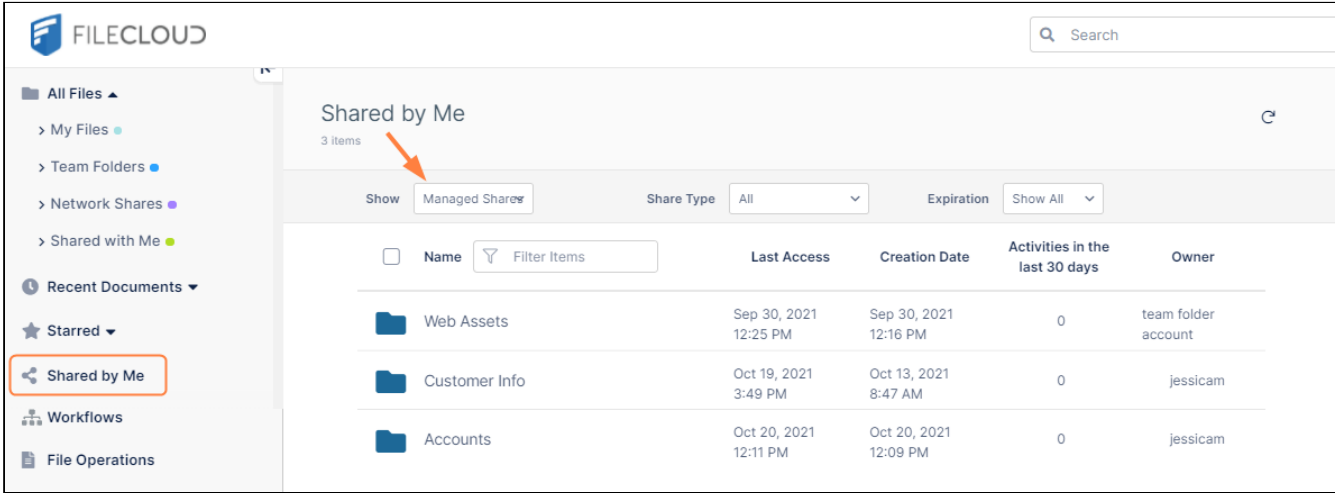 FILECLOUD
Search
All Files
My Files
Team Folders
Network Shares
Shared with Me
Recent Documents
Starred
Shared by Me
Workflows
File Operations
Shared by Me
3 items
Show Managed Shares Share Type All Expiration Show All
Name Filter Items Last Access Creation Date Activities in the last 30 days Owner
Web Assets Sep 30, 2021 12:25 PM Sep 30, 2021 12:16 PM 0 team folder account
Customer Info Oct 19, 2021 3:49 PM Oct 13, 2021 8:47 AM 0 jessicam
Accounts Oct 20, 2021 12:11 PM Oct 20, 2021 12:09 PM 0 jessicam